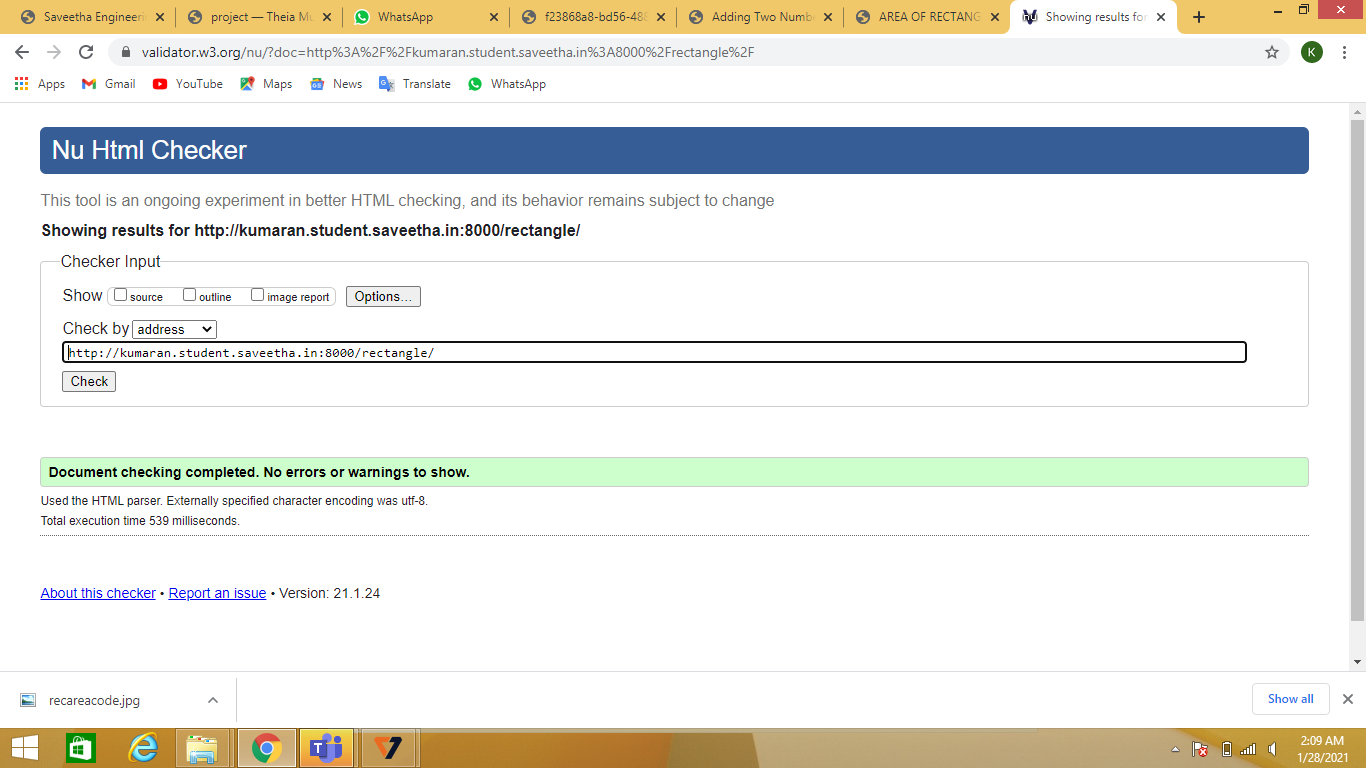 Saveetha Engineeri
project — Theia Mu
WhatsApp
f23868a8-bd56-488
Adding Two Numbe
AREA OF RECTANG
Showing results for
validator.w3.org/nu/?doc=http%3A%2F%2Fkumaran.student.saveetha.in%3A8000%2Frectangle%2F
K
Apps
Gmail
YouTube
Maps
News
Translate
WhatsApp
Nu Html Checker
This tool is an ongoing experiment in better HTML checking, and its behavior remains subject to change
Showing results for http://kumaran.student.saveetha.in:8000/rectangle/
Checker Input
Show source outline image report Options...
Check by address
http://kumaran.student.saveetha.in:8000/rectangle/
Check
Document checking completed. No errors or warnings to show.
Used the HTML parser. Externally specified character encoding was utf-8.
Total execution time 539 milliseconds.
About this checker • Report an issue • Version: 21.1.24
recareacode.jpg
Show all
2:09 AM
1/28/2021